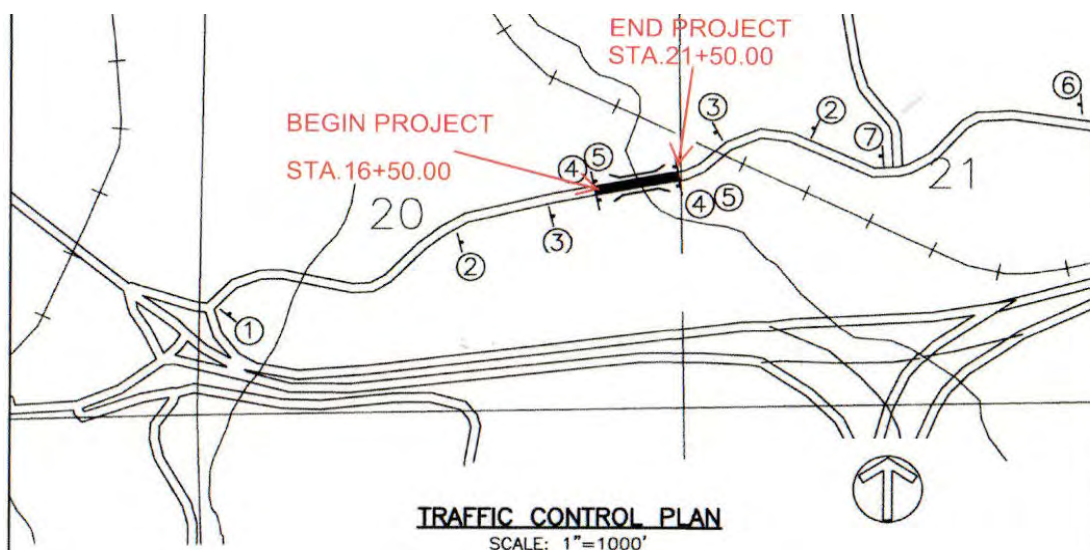 END PROJECT
STA.21+50.00
BEGIN PROJECT
STA.16+50.00
6
3
2
7
4 5
20
21
4 5
3
2
1
TRAFFIC CONTROL PLAN
SCALE: 1"=1000'